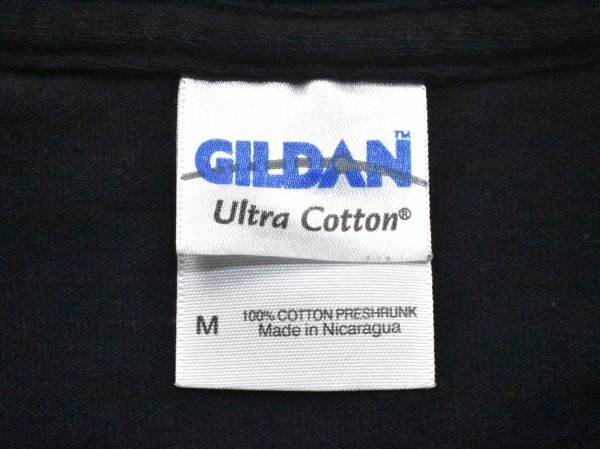 GILDAN™
Ultra Cotton®
M
100% COTTON PRESHRUNK
Made in Nicaragua